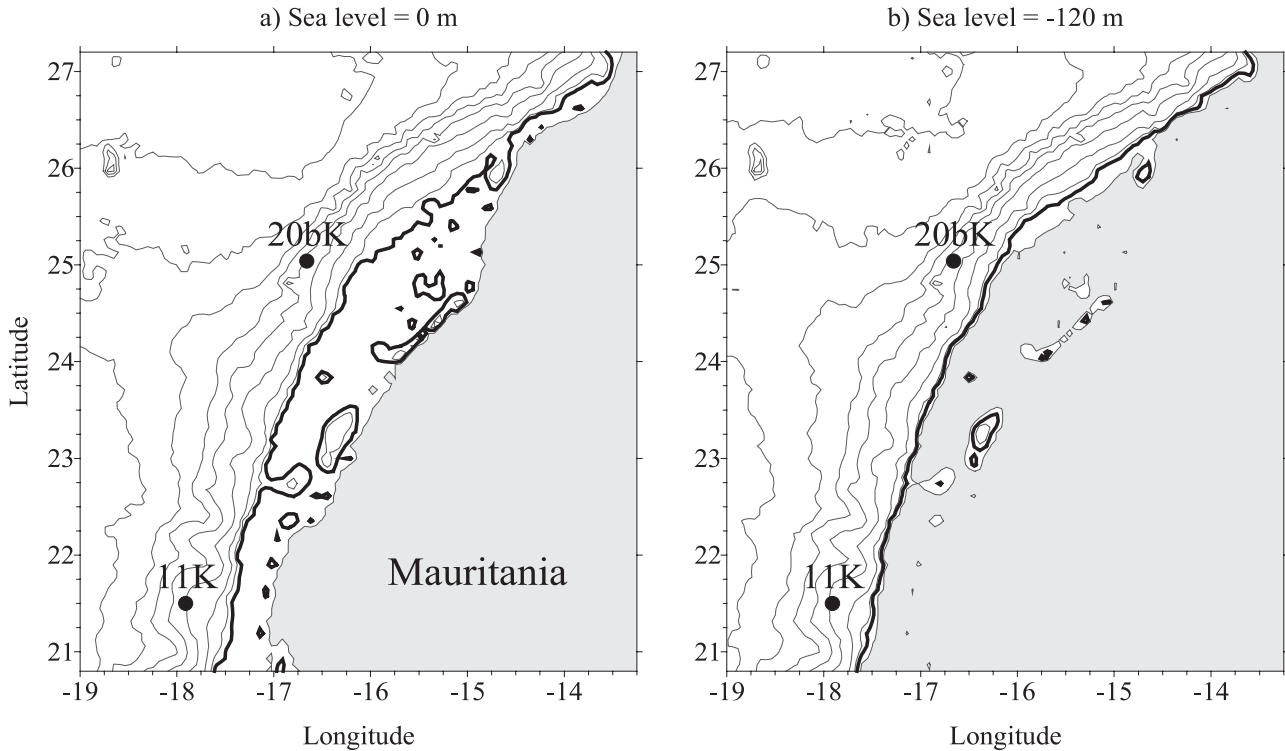 a) Sea level = 0 m
b) Sea level = -120 m
27
26
25
24
23
22
21
Latitude
20bK
11K
Mauritania
-19 -18 -17 -16 -15 -14
Longitude
27
26
25
24
23
22
21
20bK
11K
-19 -18 -17 -16 -15 -14
Longitude